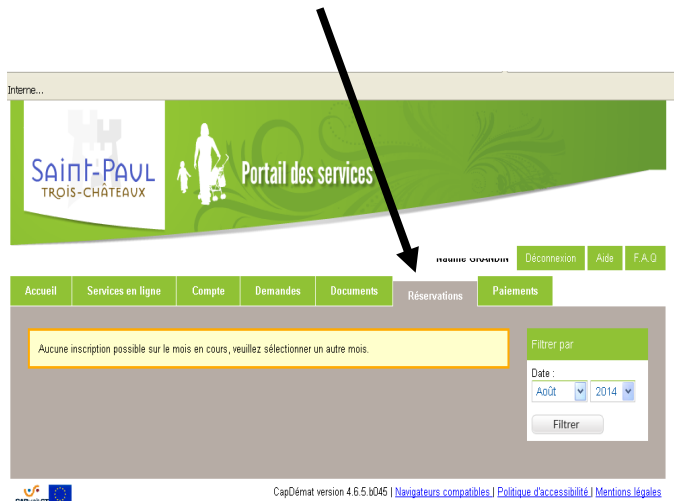 Interne...
SAINT-PAUL
TROIS-CHÂTEAUX
Portail des services
Déconnexion Aide F.A.Q
Accueil Services en ligne Compte Demandes Documents Réservations Paiements
Aucune inscription possible sur le mois en cours, veuillez sélectionner un autre mois.
Filtrer par
Date :
Août 2014
Filtrer
CapDémat version 4.6.5.b045 | Navigateurs compatibles | Politique d'accessibilité | Mentions légales